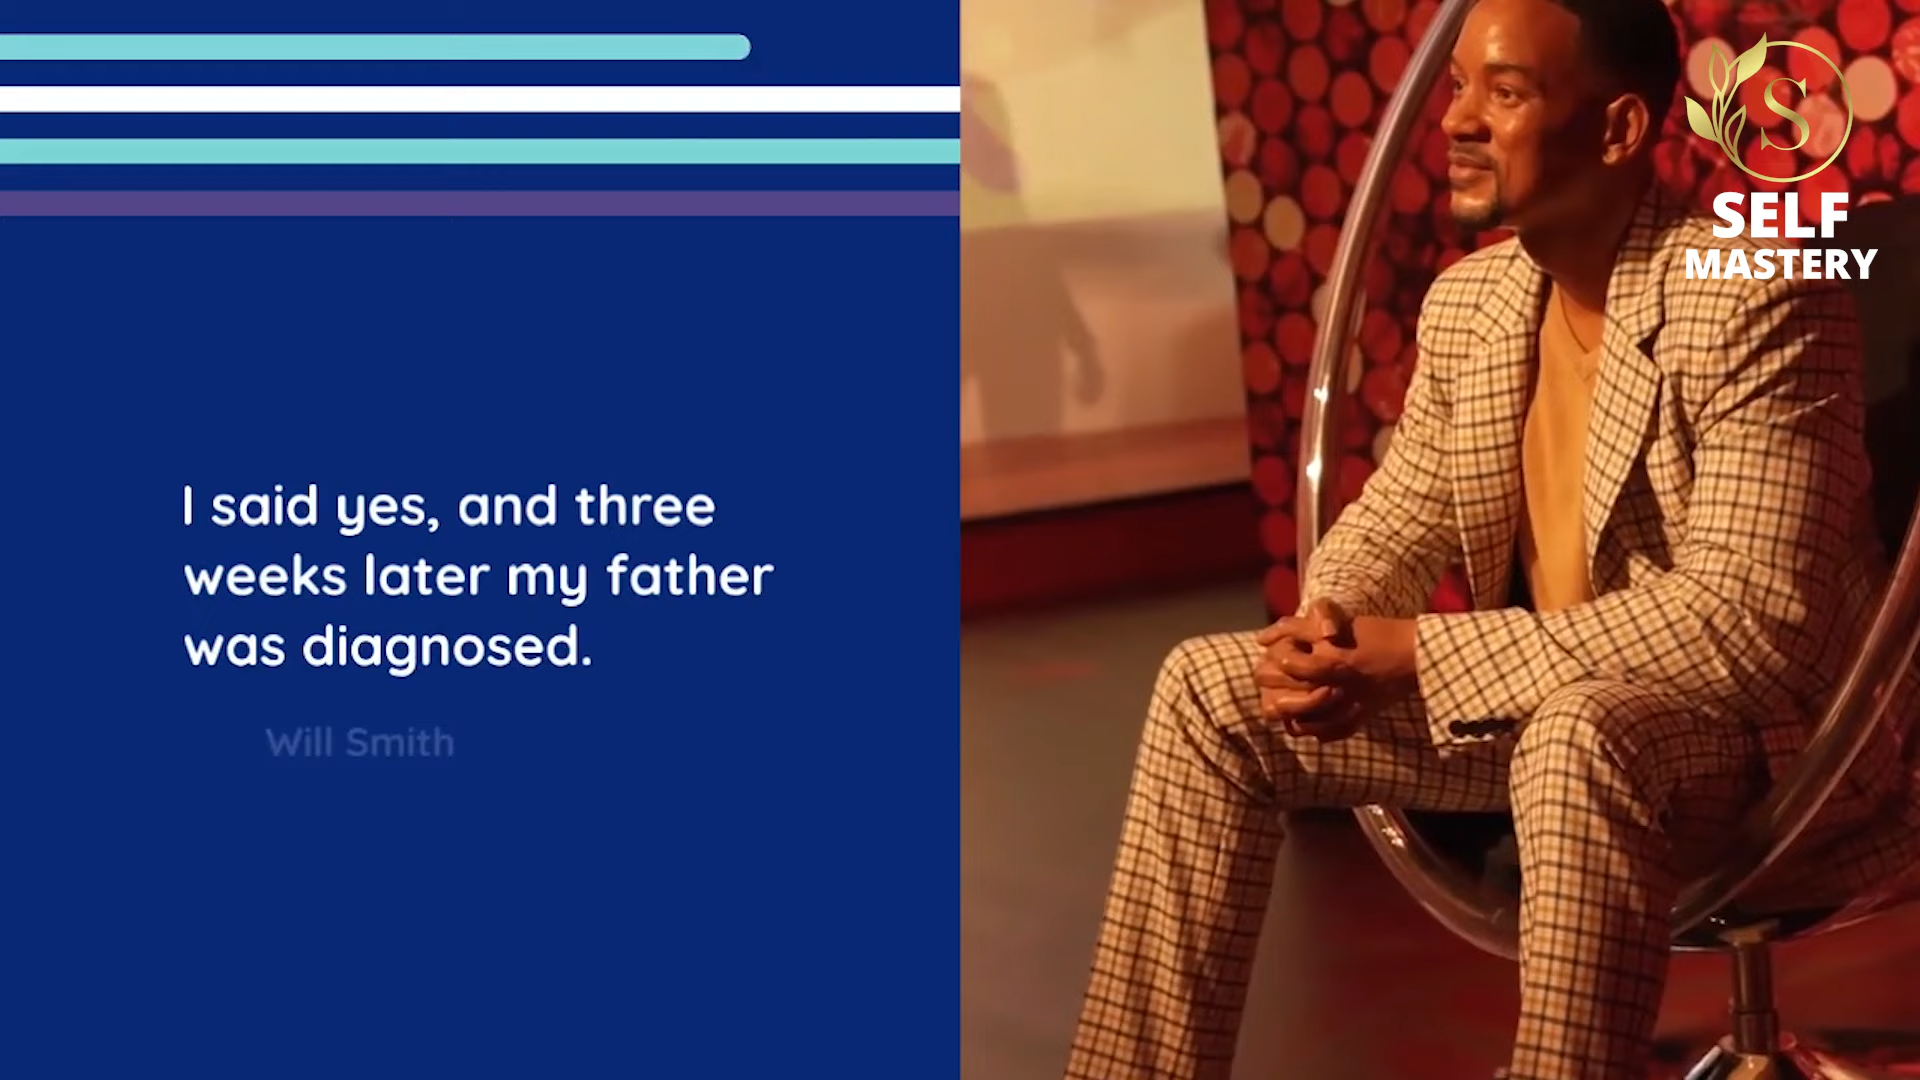 I said yes, and three
weeks later my father
was diagnosed.
Will Smith
S
SELF
MASTERY